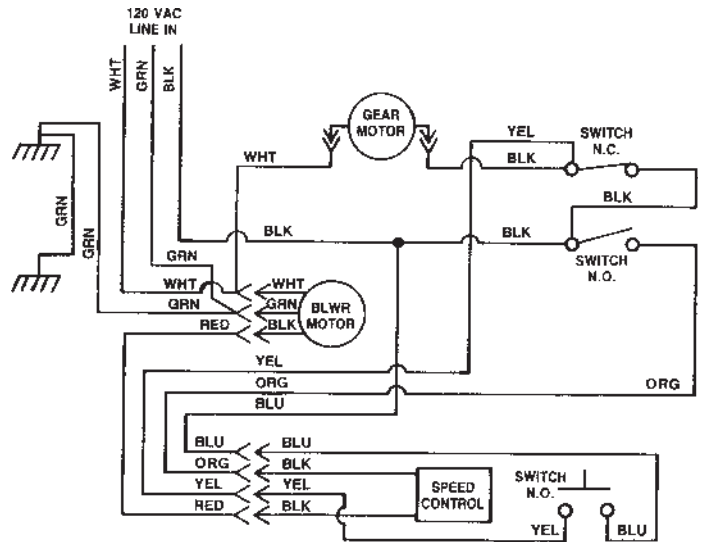 120 VAC
LINE IN
WHT
GRN
BLK
GEAR
MOTOR
YEL
SWITCH
N.C.
WHT
BLK
BLK
GRN
GRN
BLK
BLK
SWITCH
N.O.
GRN
WHT
WHT
GRN
GRN
BLWR
MOTOR
RED
BLK
YEL
ORG
ORG
BLU
BLU
BLU
ORG
BLK
YEL
YEL
RED
BLK
SPEED
CONTROL
SWITCH
N.O.
YEL
BLU